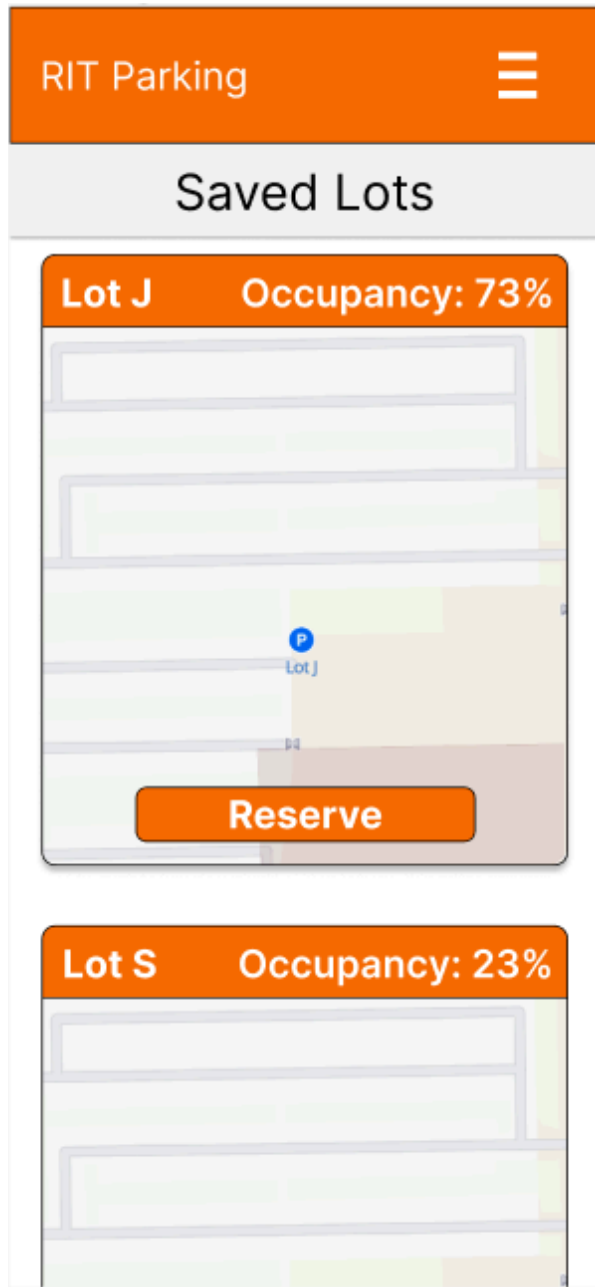 RIT Parking
Saved Lots
Lot J Occupancy: 73%
P
Lot J
Reserve
Lot S Occupancy: 23%